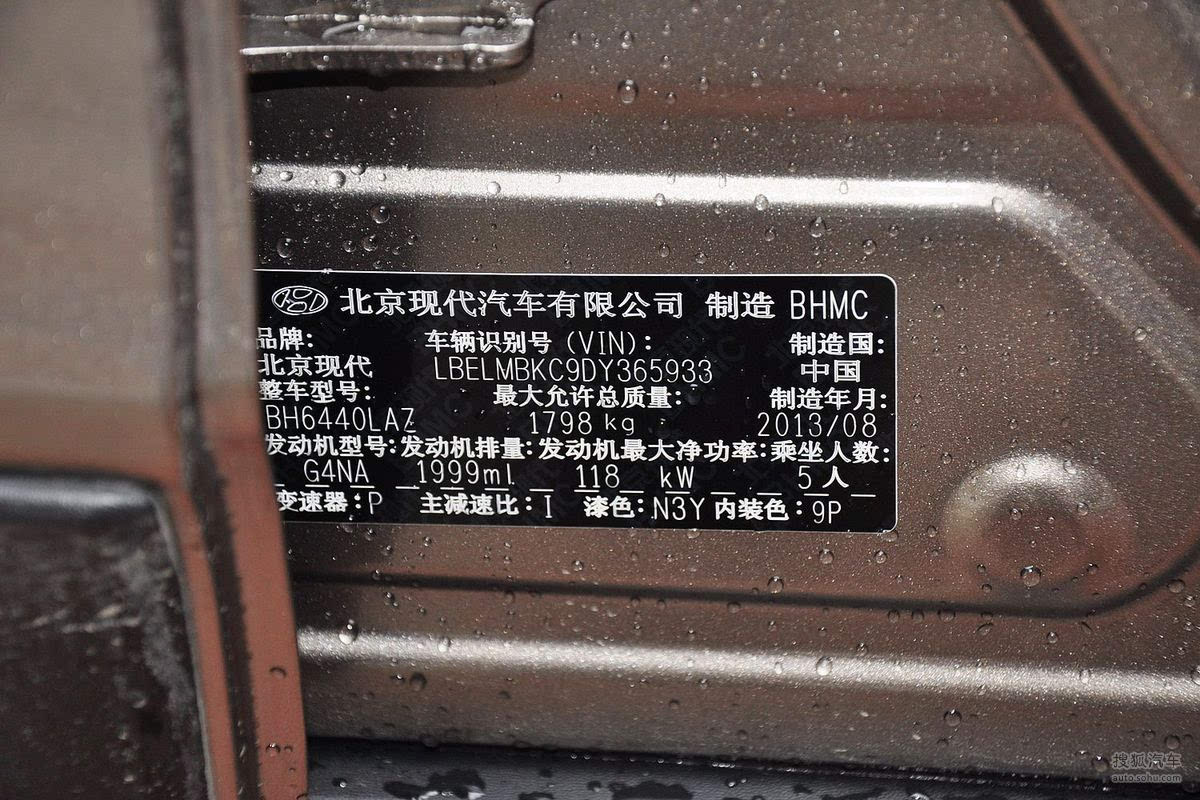 北京现代汽车有限公司 制造 BHMC
品牌: 车辆识别号 (VIN): 制造国:
北京现代 LBELMBKC9DY365933 中国
整车型号: 最大允许总质量: 制造年月:
BH6440LAZ 1798 kg 2013/08
发动机型号: 发动机排量: 发动机最大净功率: 乘坐人数:
G4NA 1999ml 118 kW 5人
变速器: P 主减速比: I 漆色: N3Y 内装色: 9P
搜狐汽车
auto.sohu.com